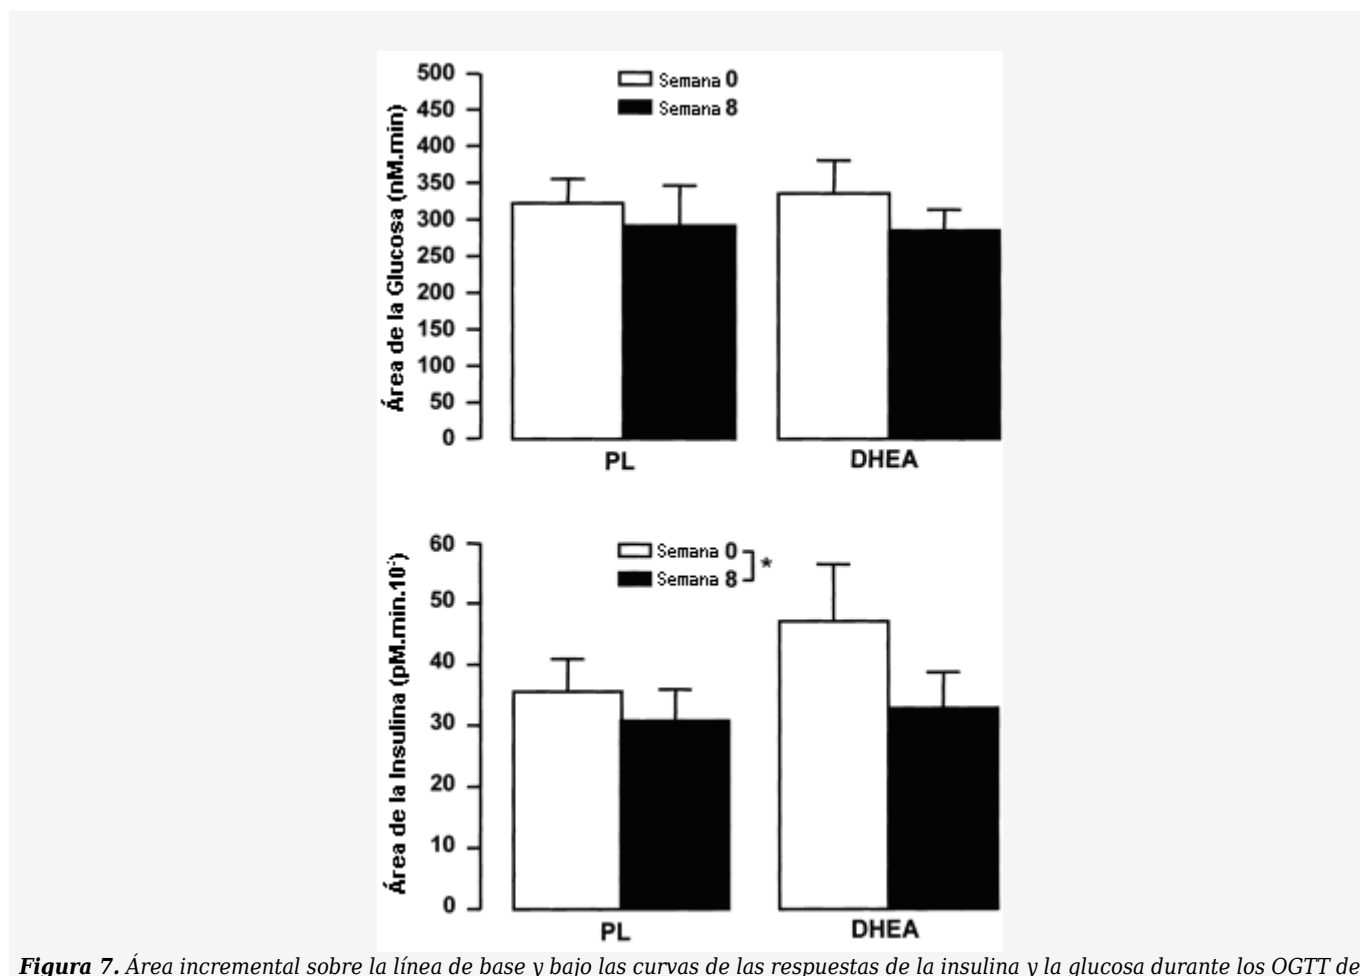 500
450
400
350
300
250
200
150
100
50
0
Área de la Glucosa (nM.min)
Semana 0
Semana 8
PL
DHEA
60
50
40
30
20
10
0
Área de la Insulina (pM.min.10⁻)
Semana 0
Semana 8
*
PL
DHEA
Figura 7. Área incremental sobre la línea de base y bajo las curvas de las respuestas de la insulina y la glucosa durante los OGTT de